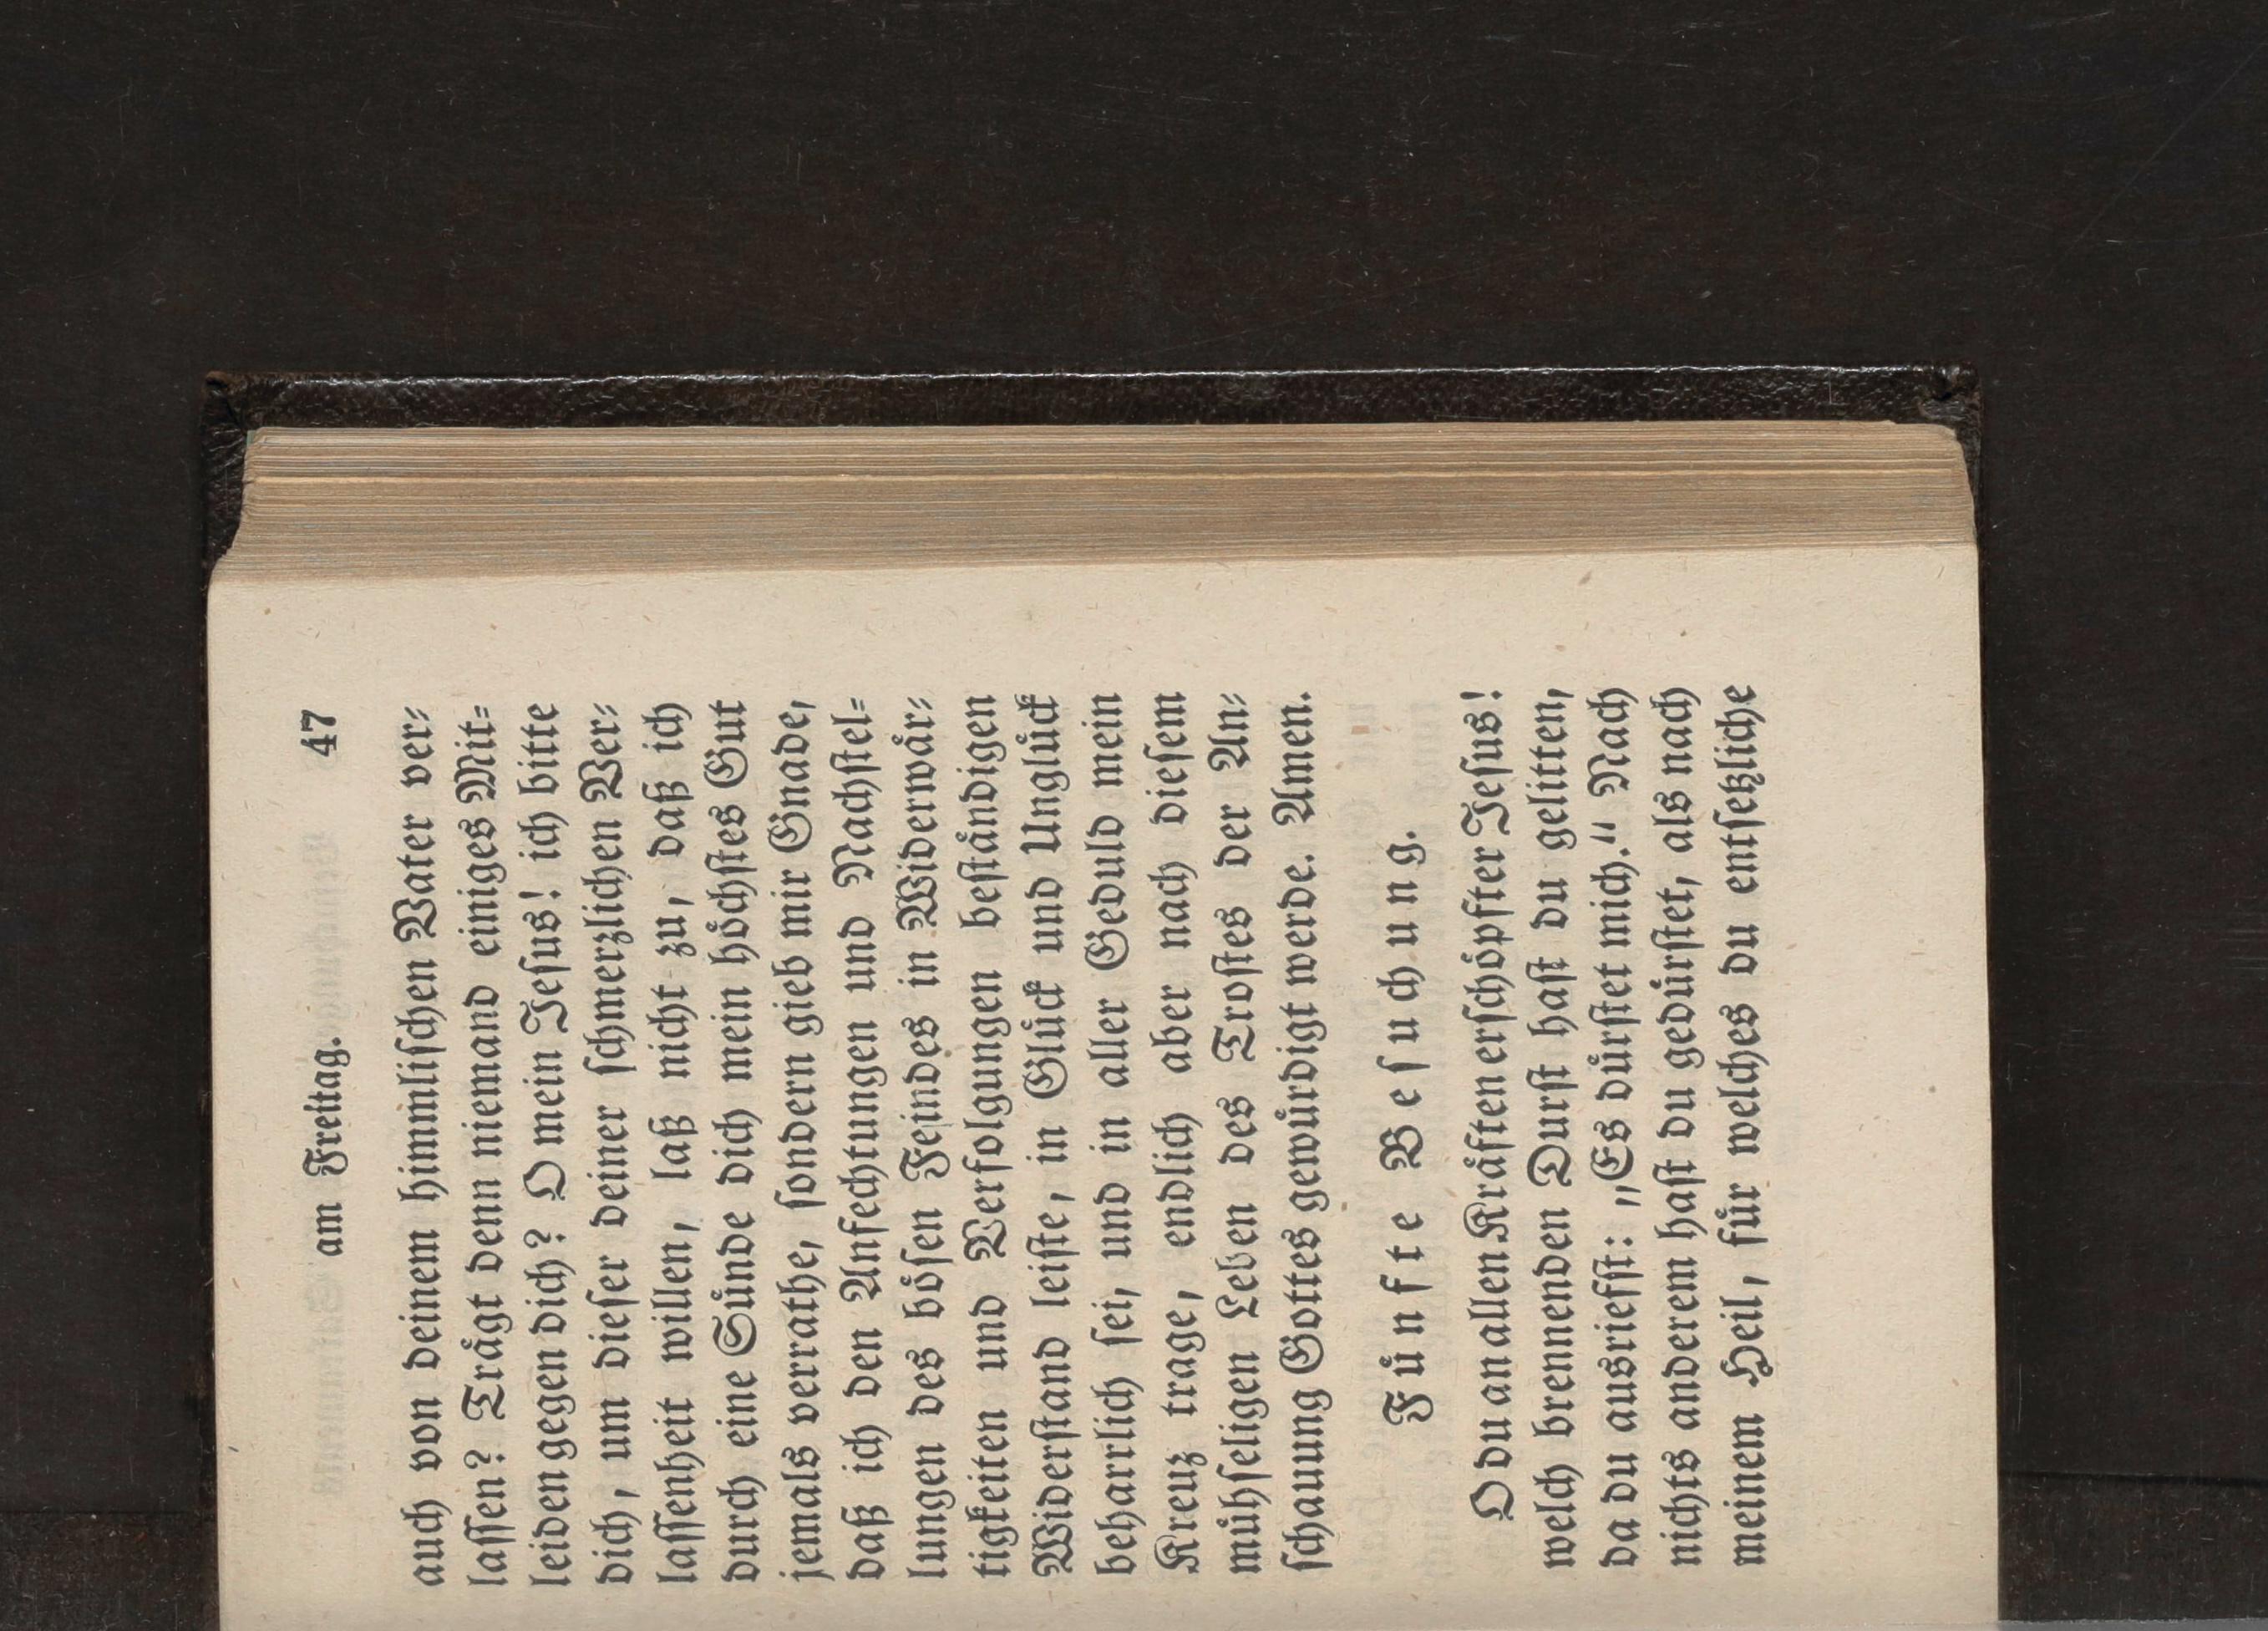 am Freitag. 47
auch von deinem himmlischen Vater ver⸗
lassen? Trägt denn niemand einiges Mit⸗
leiden gegen dich? O mein Jesus! ich bitte
dich, um dieser deiner schmerzlichen Ver⸗
lassenheit willen, laß nicht zu, daß ich
durch eine Sünde dich mein höchstes Gut
jemals verrathe, sondern gieb mir Gnade,
daß ich den Anfechtungen und Nachstel⸗
lungen des bösen Feindes in Widerwär⸗
tigkeiten und Verfolgungen beständigen
Widerstand leiste, in Glück und Unglück
beharrlich sei, und in aller Geduld mein
Kreuz trage, endlich aber nach diesem
mühseligen Leben des Trostes der An⸗
schauung Gottes gewürdigt werde. Amen.
Fünfte Besuchung.
O du an allen Kräften erschöpfter Jesus!
welch brennenden Durst hast du gelitten,
da du ausriefst: „Es dürstet mich.“ Nach
nichts anderem hast du gedürstet, als nach
meinem Heil, für welches du entsetzliche